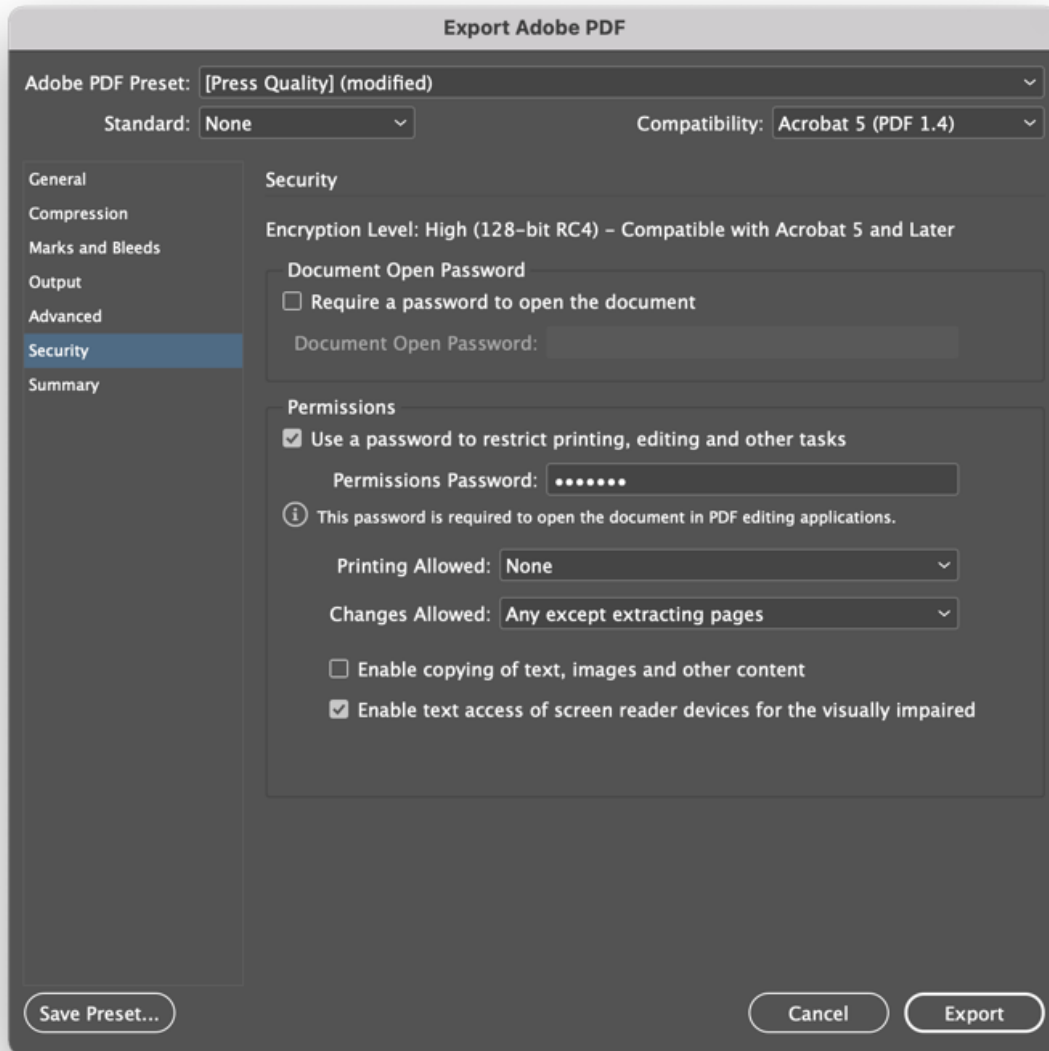 Export Adobe PDF
Adobe PDF Preset: [Press Quality] (modified)
Standard: None Compatibility: Acrobat 5 (PDF 1.4)
General
Compression
Marks and Bleeds
Output
Advanced
Security
Summary
Security
Encryption Level: High (128-bit RC4) – Compatible with Acrobat 5 and Later
Document Open Password
Require a password to open the document
Document Open Password:
Permissions
Use a password to restrict printing, editing and other tasks
Permissions Password: •••••••
This password is required to open the document in PDF editing applications.
Printing Allowed: None
Changes Allowed: Any except extracting pages
Enable copying of text, images and other content
Enable text access of screen reader devices for the visually impaired
Save Preset... Cancel Export